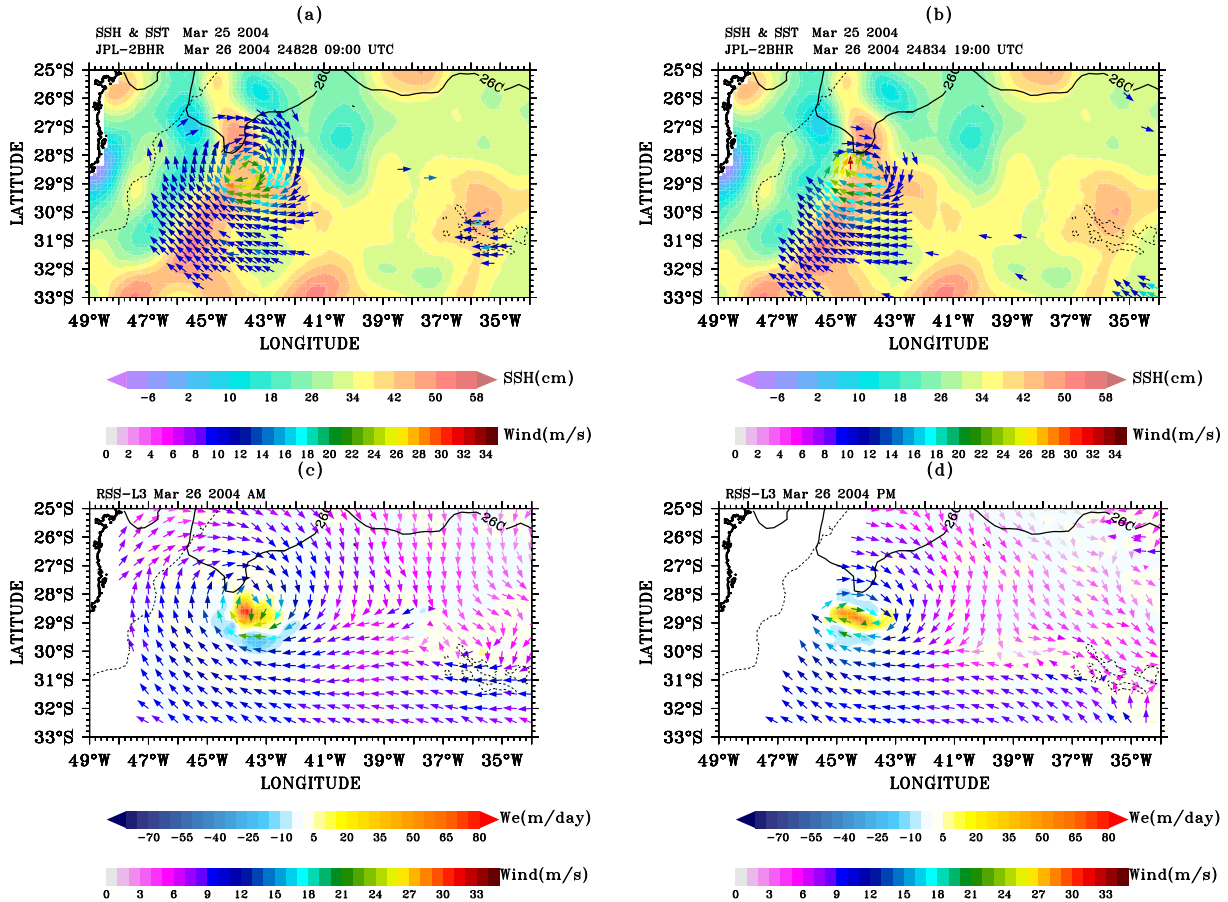 (a)
SSH & SST Mar 25 2004
JPL-2BHR Mar 26 2004 24828 09:00 UTC
25°S
26°S
27°S
28°S
29°S
30°S
31°S
32°S
33°S
LATITUDE
26C
26C
49°W 47°W 45°W 43°W 41°W 39°W 37°W 35°W
LONGITUDE
-6 2 10 18 26 34 42 50 58
SSH(cm)
0 2 4 6 8 10 12 14 16 18 20 22 24 26 28 30 32 34
Wind(m/s)
(b)
SSH & SST Mar 25 2004
JPL-2BHR Mar 26 2004 24834 19:00 UTC
25°S
26°S
27°S
28°S
29°S
30°S
31°S
32°S
33°S
LATITUDE
26C
26C
49°W 47°W 45°W 43°W 41°W 39°W 37°W 35°W
LONGITUDE
-6 2 10 18 26 34 42 50 58
SSH(cm)
0 2 4 6 8 10 12 14 16 18 20 22 24 26 28 30 32 34
Wind(m/s)
(c)
RSS-L3 Mar 26 2004 AM
25°S
26°S
27°S
28°S
29°S
30°S
31°S
32°S
33°S
LATITUDE
26C
26C
49°W 47°W 45°W 43°W 41°W 39°W 37°W 35°W
LONGITUDE
-70 -55 -40 -25 -10 5 20 35 50 65 80
We(m/day)
0 3 6 9 12 15 18 21 24 27 30 33
Wind(m/s)
(d)
RSS-L3 Mar 26 2004 PM
25°S
26°S
27°S
28°S
29°S
30°S
31°S
32°S
33°S
LATITUDE
26C
26C
49°W 47°W 45°W 43°W 41°W 39°W 37°W 35°W
LONGITUDE
-70 -55 -40 -25 -10 5 20 35 50 65 80
We(m/day)
0 3 6 9 12 15 18 21 24 27 30 33
Wind(m/s)